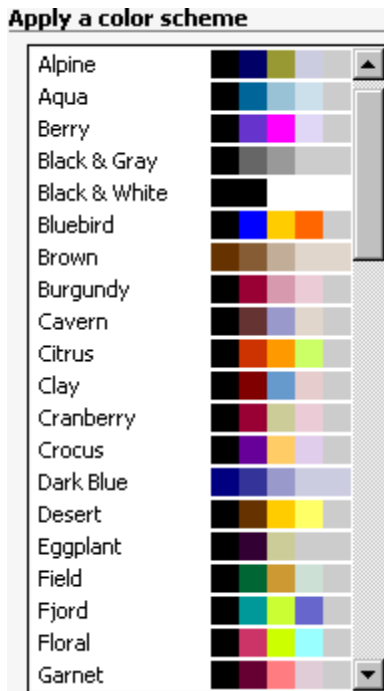 Apply a color scheme
Alpine
Aqua
Berry
Black & Gray
Black & White
Bluebird
Brown
Burgundy
Cavern
Citrus
Clay
Cranberry
Crocus
Dark Blue
Desert
Eggplant
Field
Fjord
Floral
Garnet